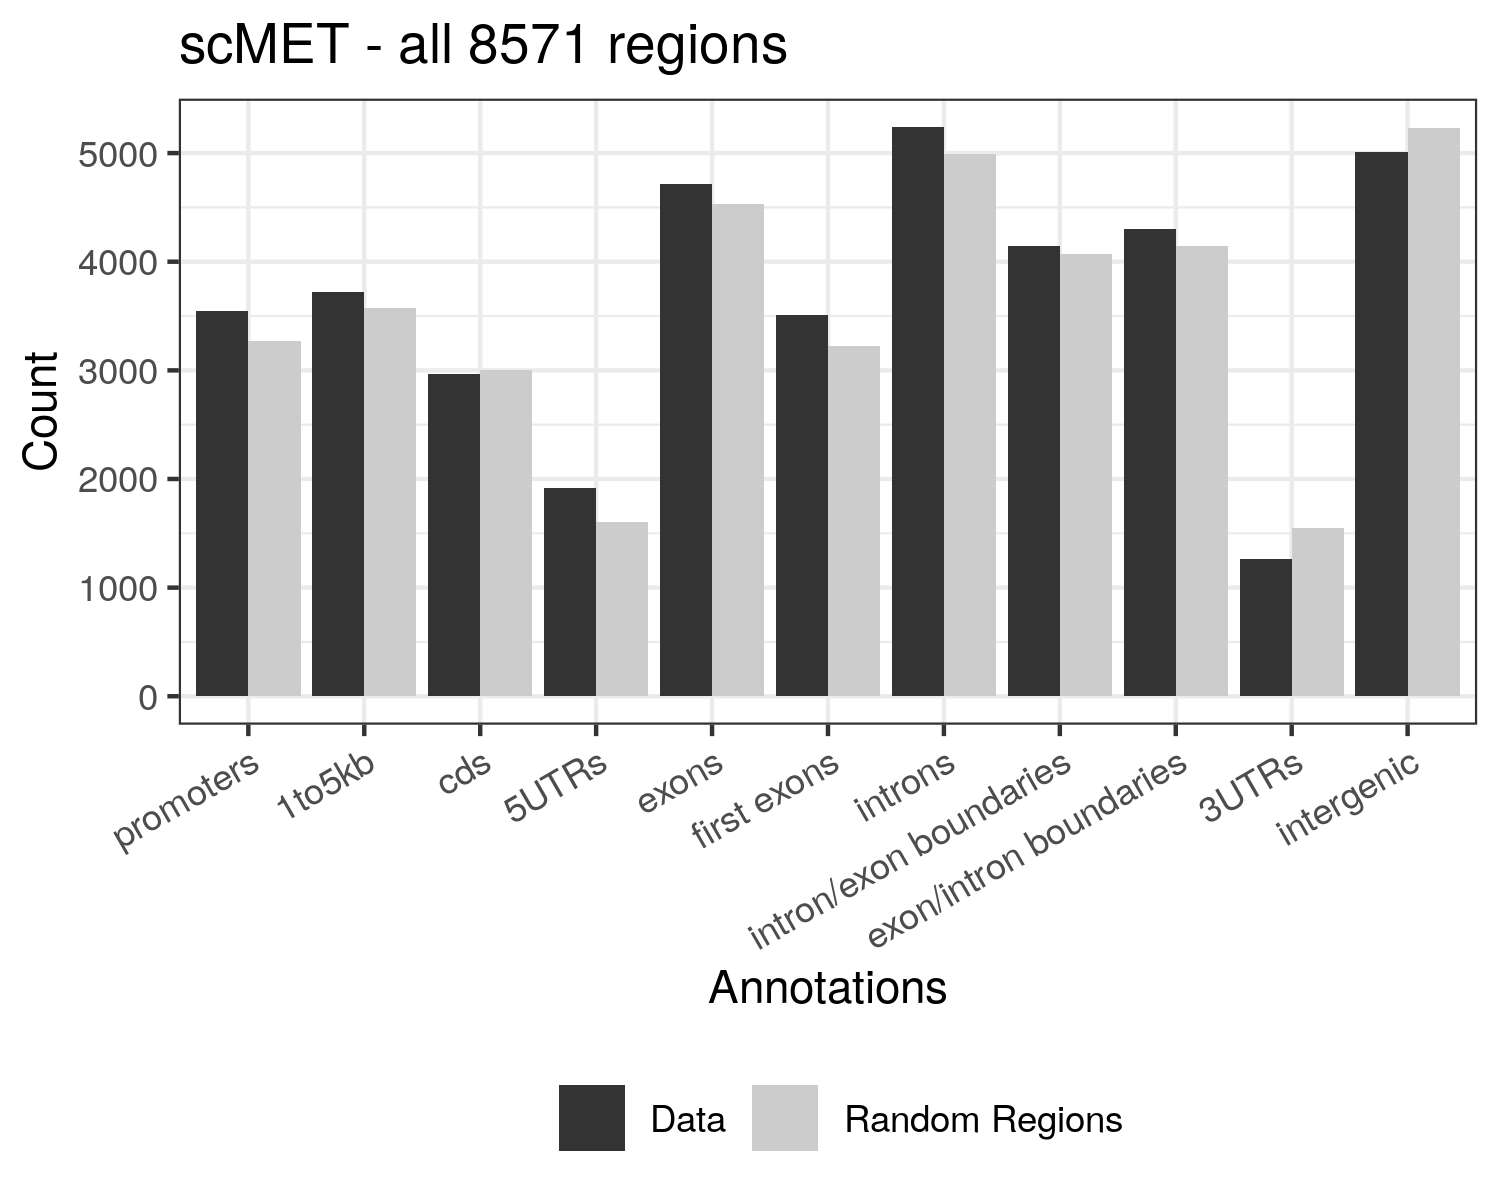 scMET - all 8571 regions
Count
5000
4000
3000
2000
1000
0
promoters
1to5kb
cds
5UTRs
exons
first exons
introns
intron/exon boundaries
exon/intron boundaries
3UTRs
intergenic
Annotations
Data
Random Regions